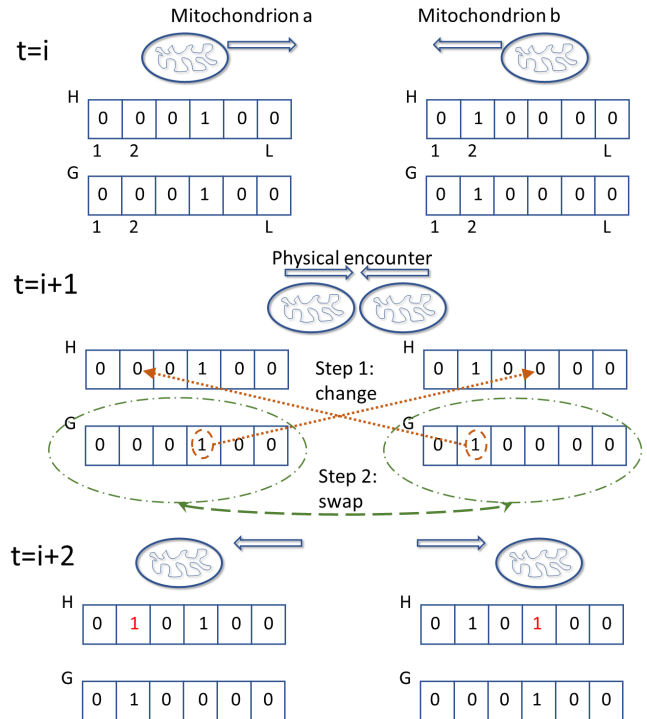 Mitochondrion a Mitochondrion b
t=i
H H
0 0 0 1 0 0 0 1 0 0 0 0
1 2 L 1 2 L
G G
0 0 0 1 0 0 0 1 0 0 0 0
1 2 L 1 2 L
Physical encounter
t=i+1
H H
0 0 0 1 0 0 Step 1: 0 1 0 0 0 0
change
G G
0 0 0 1 0 0 0 1 0 0 0 0
Step 2:
swap
t=i+2
H H
0 1 0 1 0 0 0 1 0 1 0 0
G G
0 1 0 0 0 0 0 0 0 1 0 0